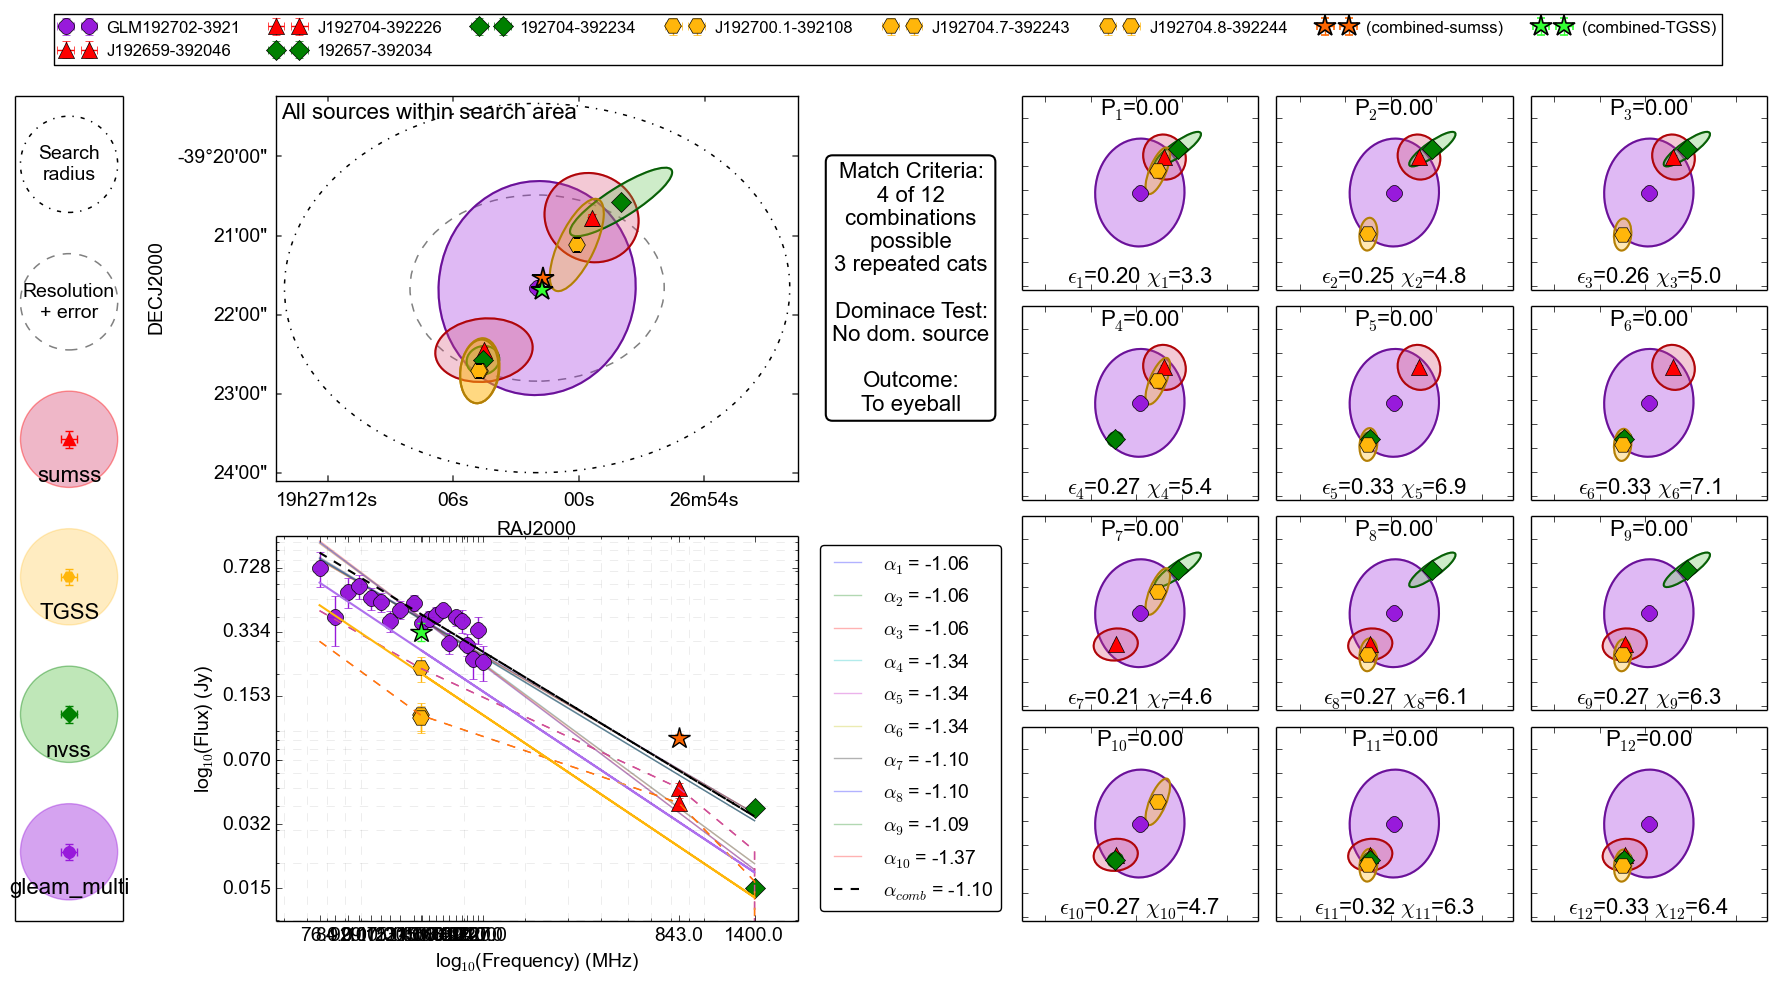 GLM192702-3921 J192704-392226 192704-392234 J192700.1-392108 J192704.7-392243 J192704.8-392244 (combined-sumss) (combined-TGSS)
J192659-392046 192657-392034
Search
radius
Resolution
+ error
sumss
TGSS
nvss
gleam_multi
All sources within search area
DECJ2000
-39°20'00"
21'00"
22'00"
23'00"
24'00"
19h27m12s 06s 00s 26m54s
RAJ2000
Match Criteria:
4 of 12
combinations
possible
3 repeated cats
Dominace Test:
No dom. source
Outcome:
To eyeball
log10(Flux) (Jy)
0.728
0.334
0.153
0.070
0.032
0.015
843.0 1400.0
log10(Frequency) (MHz)
α1 = -1.06
α2 = -1.06
α3 = -1.06
α4 = -1.34
α5 = -1.34
α6 = -1.34
α7 = -1.10
α8 = -1.10
α9 = -1.09
α10 = -1.37
αcomb = -1.10
P1=0.00
ϵ1=0.20 χ1=3.3
P2=0.00
ϵ2=0.25 χ2=4.8
P3=0.00
ϵ3=0.26 χ3=5.0
P4=0.00
ϵ4=0.27 χ4=5.4
P5=0.00
ϵ5=0.33 χ5=6.9
P6=0.00
ϵ6=0.33 χ6=7.1
P7=0.00
ϵ7=0.21 χ7=4.6
P8=0.00
ϵ8=0.27 χ8=6.1
P9=0.00
ϵ9=0.27 χ9=6.3
P10=0.00
ϵ10=0.27 χ10=4.7
P11=0.00
ϵ11=0.32 χ11=6.3
P12=0.00
ϵ12=0.33 χ12=6.4